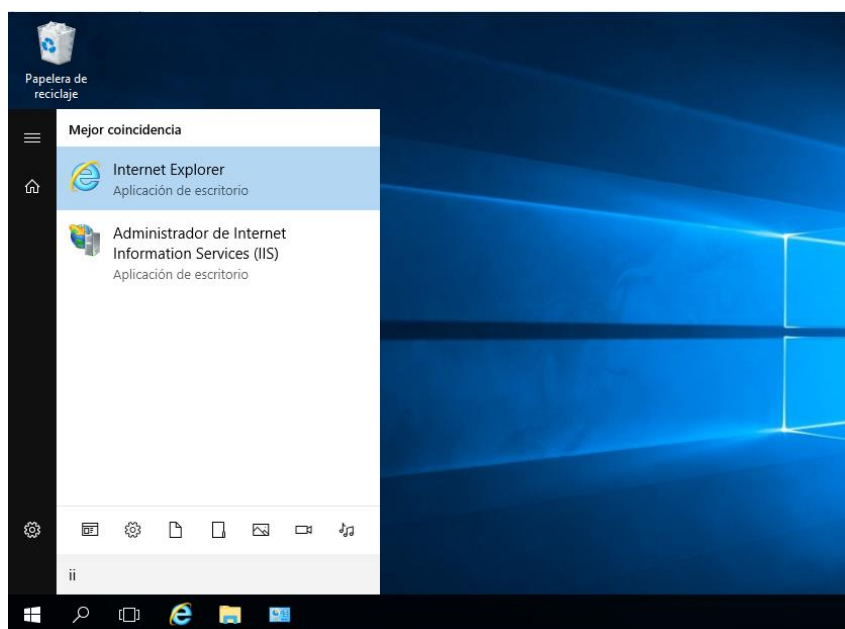 Papelera de
reciclaje
Mejor coincidencia
Internet Explorer
Aplicación de escritorio
Administrador de Internet
Information Services (IIS)
Aplicación de escritorio
ii